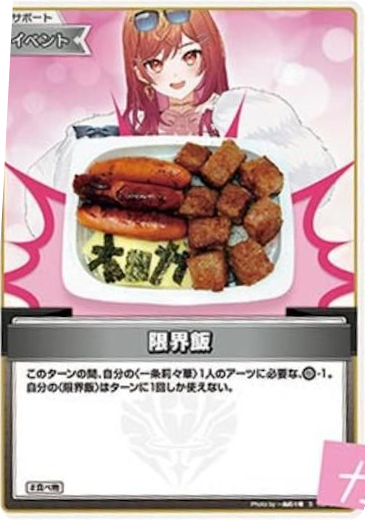 サポート
イベント
限界飯
このターンの間、自分の〈一条莉々華〉1人のアーツに必要な、◎-1。
自分の〈限界飯〉はターンに1回しか使えない。
#食べ物